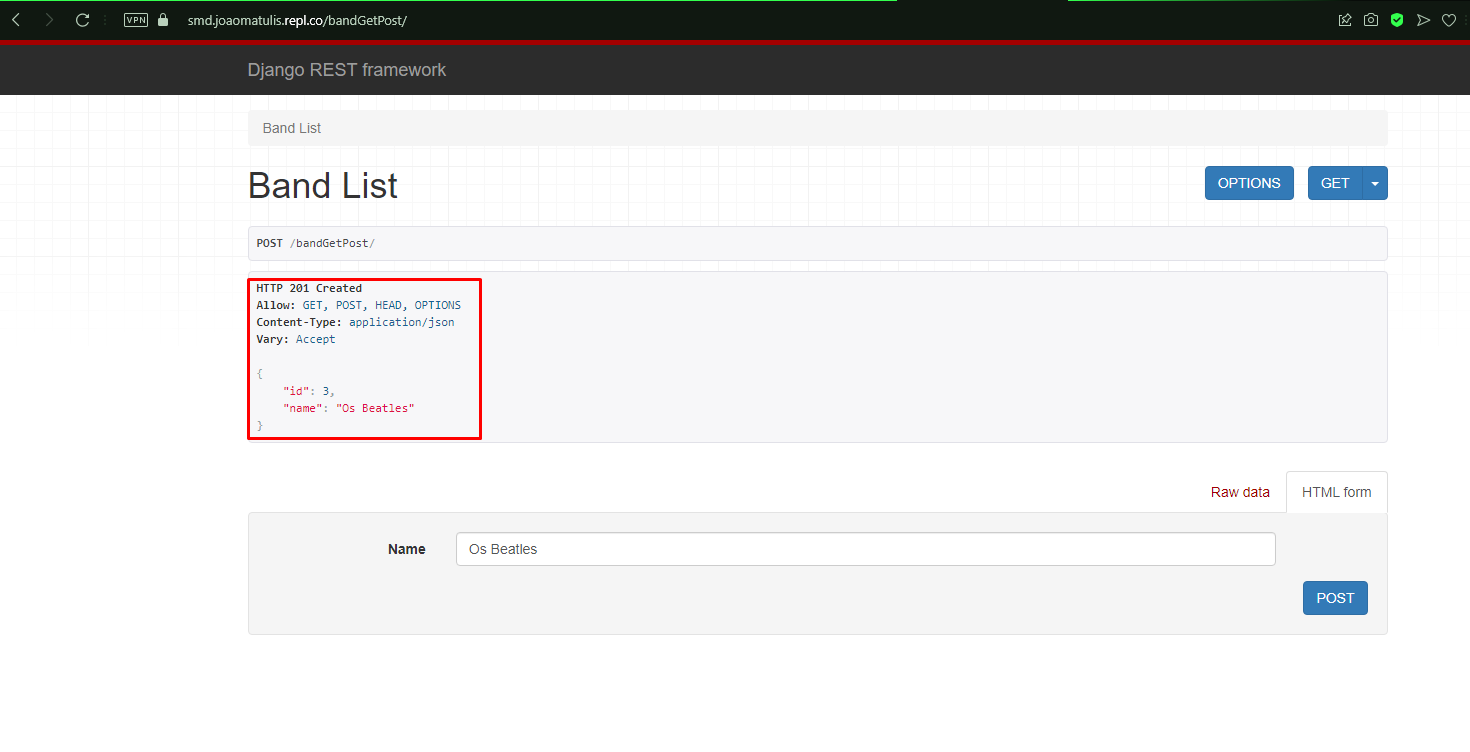 VPN smd.joaomatulis.repl.co/bandGetPost/
Django REST framework
Band List
Band List
OPTIONS GET
POST /bandGetPost/
HTTP 201 Created
Allow: GET, POST, HEAD, OPTIONS
Content-Type: application/json
Vary: Accept
{
"id": 3,
"name": "Os Beatles"
}
Raw data HTML form
Name Os Beatles
POST